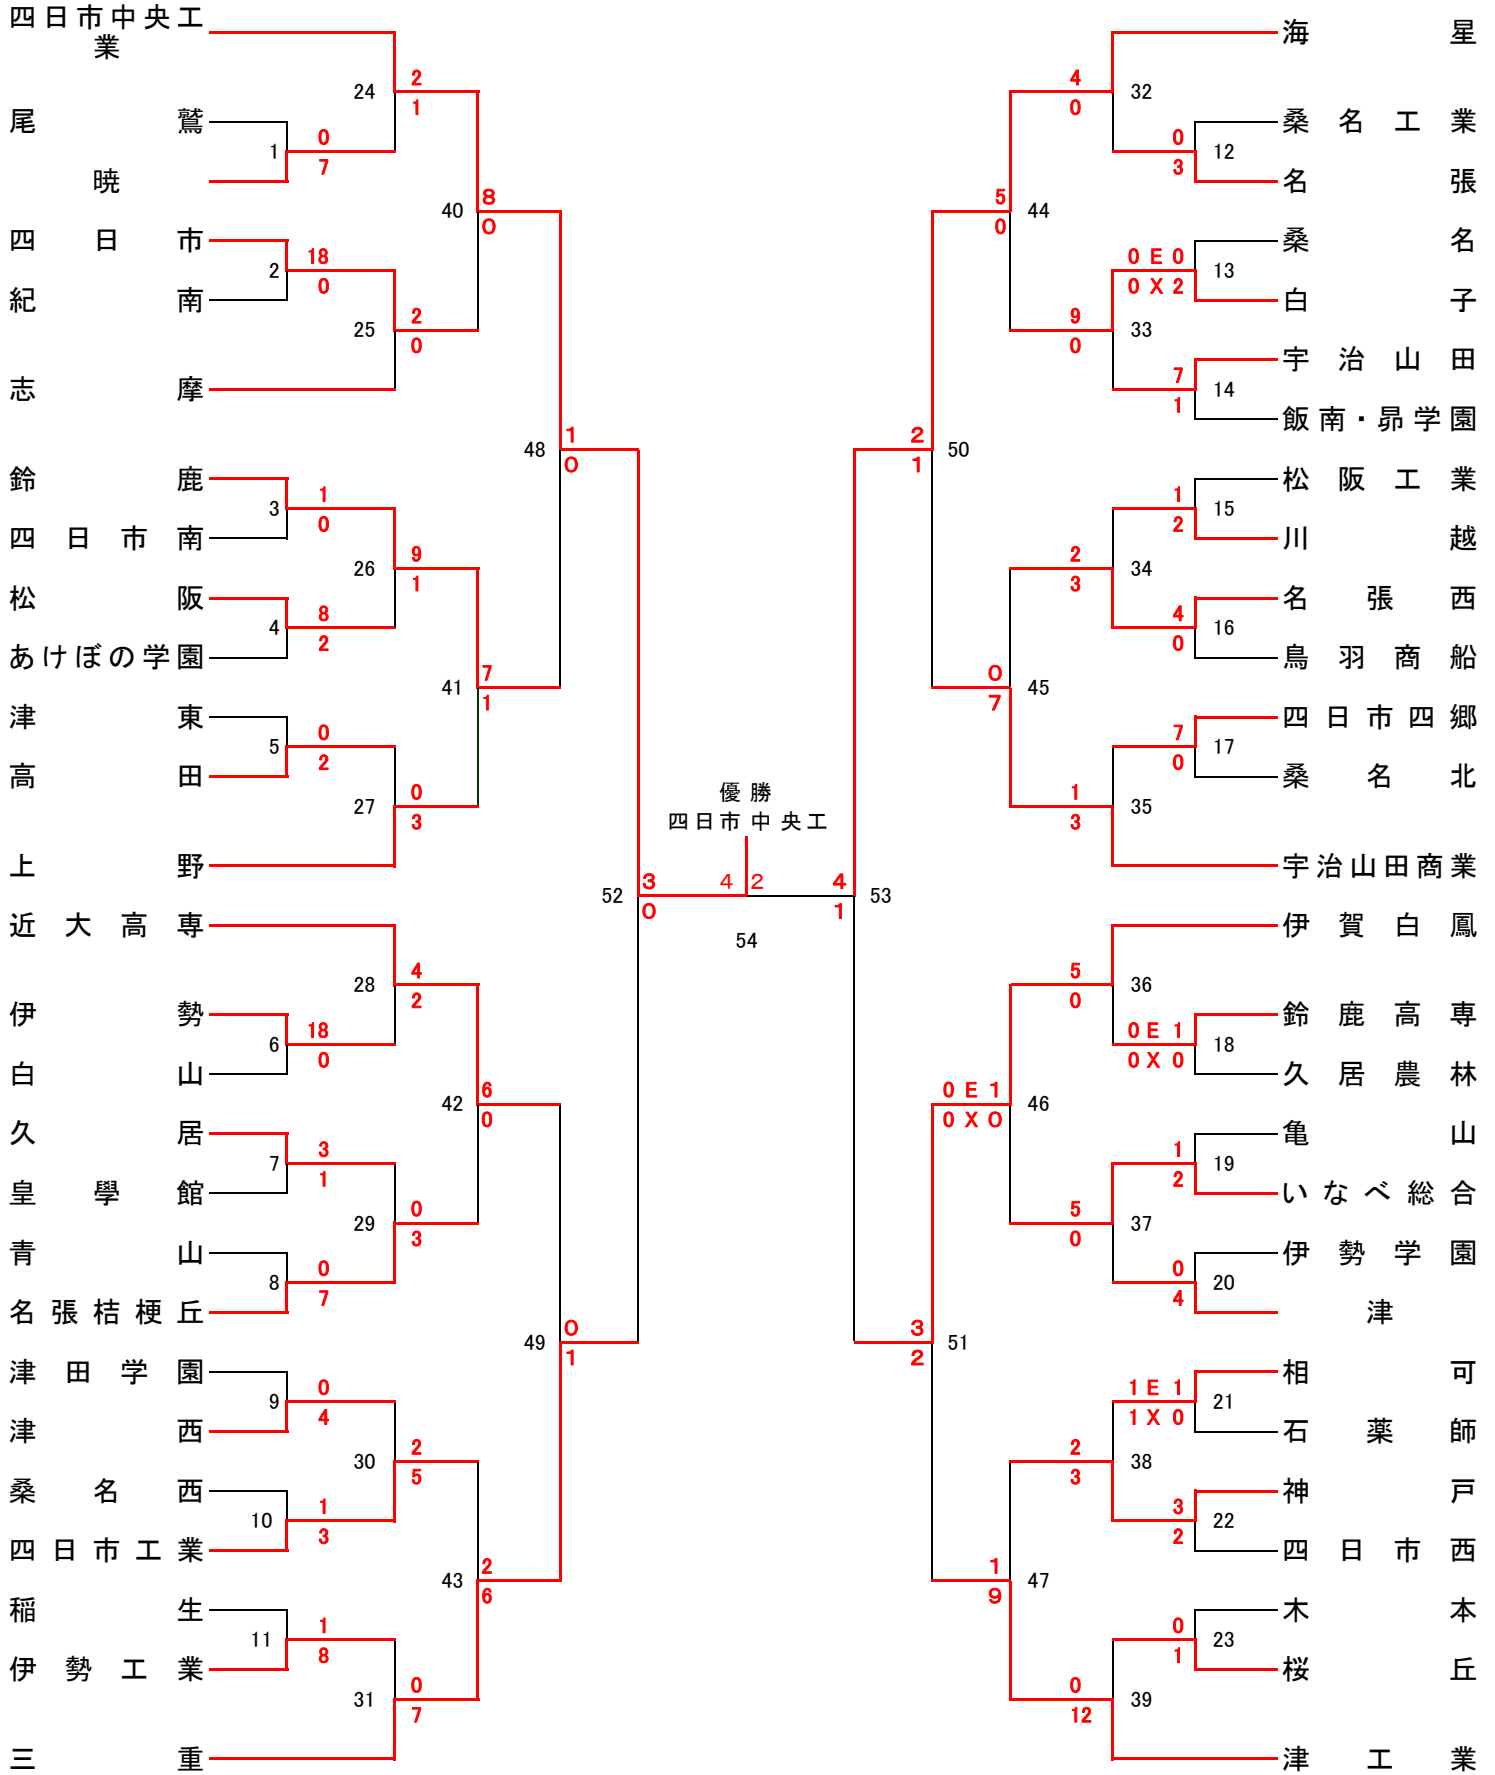 四日市中央工
業
24
2
1
尾鷲
1
0
7
暁
40
8
0
四日市
2
18
0
紀南
25
2
0
志摩
48
1
0
鈴鹿
3
1
0
四日市南
26
9
1
松阪
4
8
2
あけぼの学園
41
7
1
津東
5
0
2
高田
27
0
3
上野
52
3
0
近大高専
28
4
2
伊勢
6
18
0
白山
42
6
0
久居
7
3
1
皇學館
29
0
3
青山
8
0
7
名張桔梗丘
49
0
1
津田学園
9
0
4
津西
30
2
5
桑名西
10
1
3
四日市工業
43
2
6
稲生
11
1
8
伊勢工業
31
0
7
三重
優勝
四日市中央工
4 2
54
海星
4
0
32
桑名工業
0
3
12
名張
5
0
44
桑名
0 E 0
0 X 2
13
白子
9
0
33
宇治山田
7
1
14
飯南・昴学園
2
1
50
松阪工業
1
2
15
川越
2
3
34
名張西
4
0
16
鳥羽商船
0
7
45
四日市四郷
7
0
17
桑名北
1
3
35
宇治山田商業
4
1
53
伊賀白鳳
5
0
36
鈴鹿高専
0 E 1
0 X 0
18
久居農林
0 E 1
0 X 0
46
亀山
1
2
19
いなべ総合
5
0
37
伊勢学園
0
4
20
津
3
2
51
相可
1 E 1
1 X 0
21
石薬師
2
3
38
神戸
3
2
22
四日市西
1
9
47
木本
0
1
23
桜丘
0
12
39
津工業